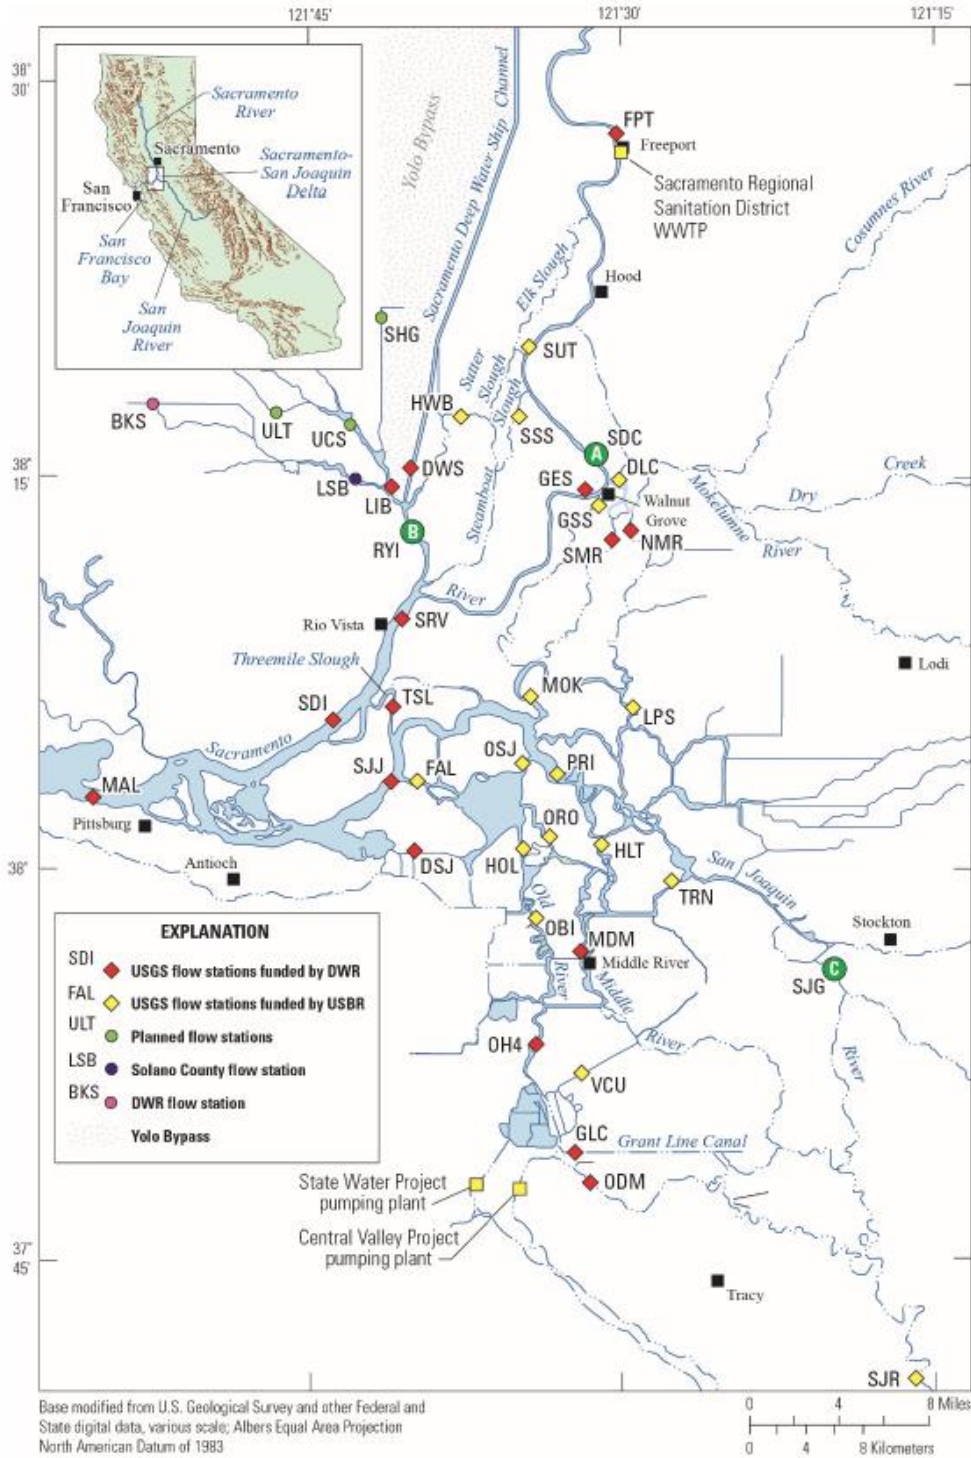 121°45'
121°30'
121°15'
38°
30'
Sacramento
River
Sacramento
Sacramento-
San Joaquin
Delta
San
Francisco
San
Francisco
Bay
San
Joaquin
River
Yolo Bypass
Sacramento Deep Water Ship Channel
FPT
Freeport
Sacramento Regional
Sanitation District
WWTP
Cosumnes River
Elk Slough
Hood
SHG
SUT
Sutter
Slough
HWB
BKS
ULT
UCS
SSS
Steamboat
Slough
SDC
A
DLC
38°
15'
DWS
LSB
LIB
GES
Walnut
Grove
GSS
Mokelumne
River
Dry
Creek
B
RYI
SMR
NMR
River
Rio Vista
SRV
Threemile Slough
Lodi
TSL
MOK
SDI
LPS
Sacramento
OSJ
PRI
SJJ
FAL
MAL
Pittsburg
ORO
Antioch
DSJ
HOL
HLT
38°
San
Joaquin
TRN
Old
River
OBI
Stockton
MDM
Middle River
C
SJG
Middle
River
River
OH4
VCU
GLC
Grant Line Canal
ODM
State Water Project
pumping plant
Central Valley Project
pumping plant
37°
45'
Tracy
SJR
EXPLANATION
SDI
USGS flow stations funded by DWR
FAL
USGS flow stations funded by USBR
ULT
Planned flow stations
LSB
Solano County flow station
BKS
DWR flow station
Yolo Bypass
Base modified from U.S. Geological Survey and other Federal and
State digital data, various scale; Albers Equal Area Projection
North American Datum of 1983
0 4 8 Miles
0 4 8 Kilometers